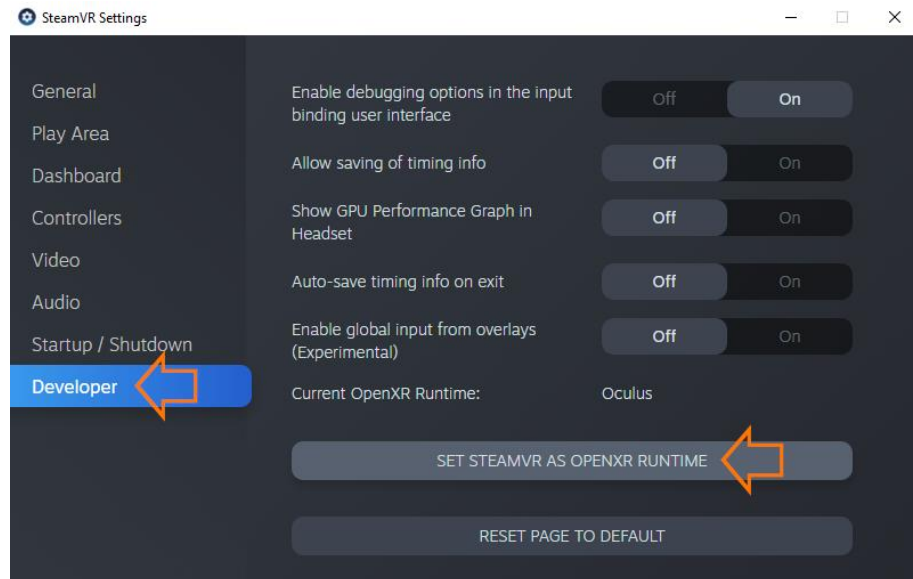 SteamVR Settings
General
Play Area
Dashboard
Controllers
Video
Audio
Startup / Shutdown
Developer
Enable debugging options in the input
binding user interface
Off On
Allow saving of timing info
Off On
Show GPU Performance Graph in
Headset
Off On
Auto-save timing info on exit
Off On
Enable global input from overlays
(Experimental)
Off On
Current OpenXR Runtime: Oculus
SET STEAMVR AS OPENXR RUNTIME
RESET PAGE TO DEFAULT